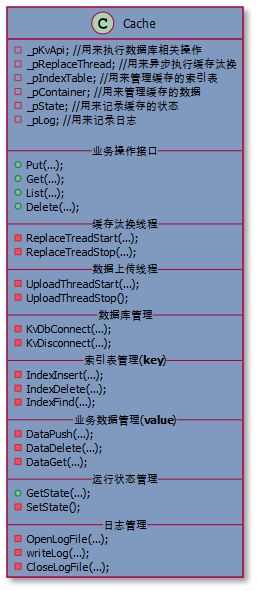 C Cache
_pKvApi; //用来执行数据库相关操作
_pReplaceThread; //用来异步执行缓存汰换
_pIndexTable; //用来管理缓存的索引表
_pContainer; //用来管理缓存的数据
_pState; //用来记录缓存的状态
_pLog; //用来记录日志
业务操作接口
Put(...);
Get(...);
List(...);
Delete(...);
缓存汰换线程
ReplaceTreadStart(...);
ReplaceTreadStop(...);
数据上传线程
UploadThreadStart(...);
UploadThreadStop();
数据库管理
KvDbConnect(...);
KvDisconnect(...);
索引表管理(key)
IndexInsert(...);
IndexDelete(...);
IndexFind(...);
业务数据管理(value)
DataPush(...);
DataDelete(...);
DataGet(...);
运行状态管理
GetState(...);
SetState();
日志管理
OpenLogFile(...);
writeLog(...);
CloseLogFile(...);